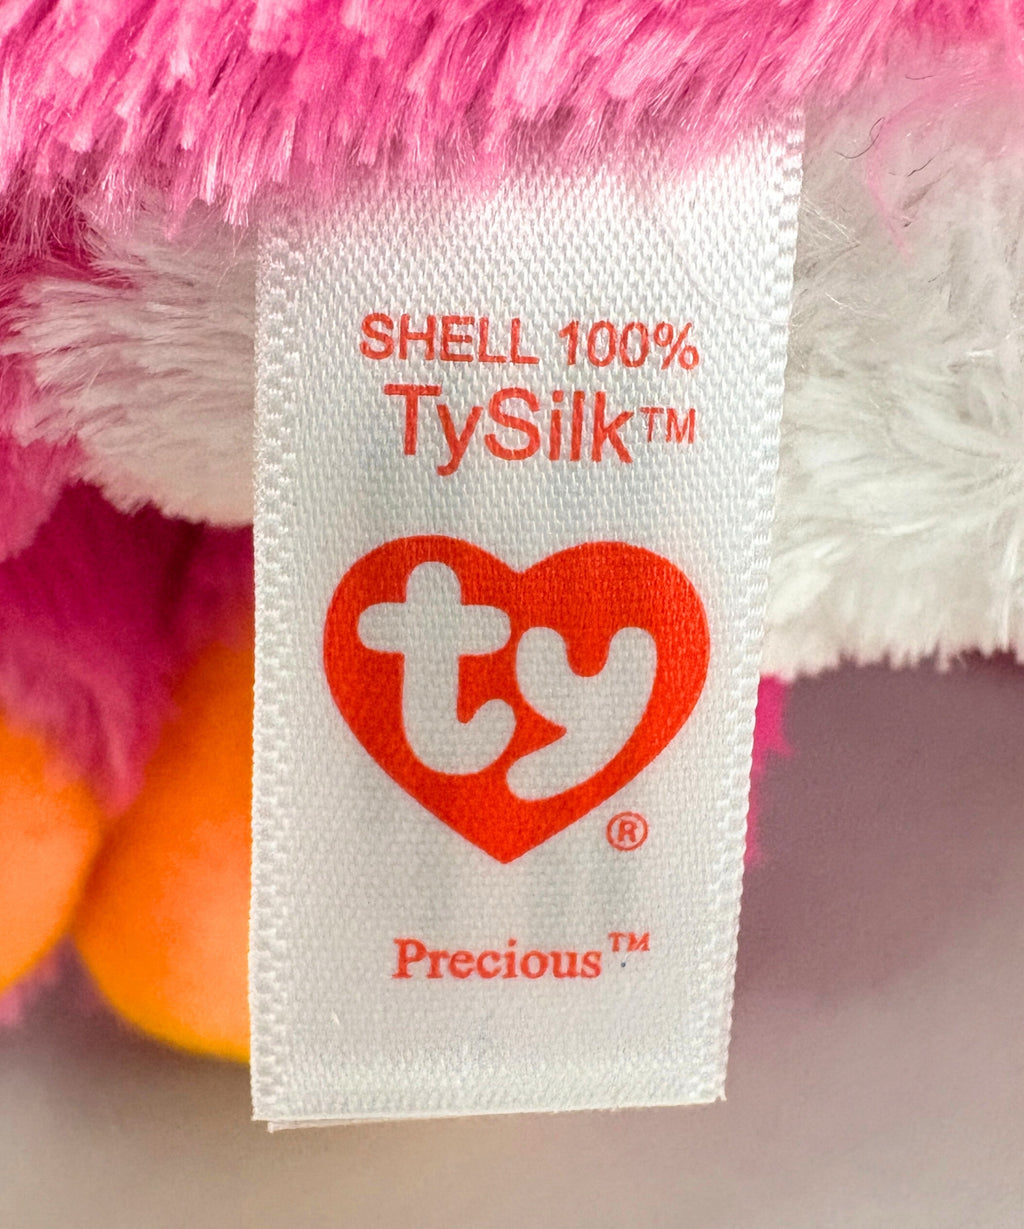 SHELL 100%
TySilk™
ty
®
Precious™